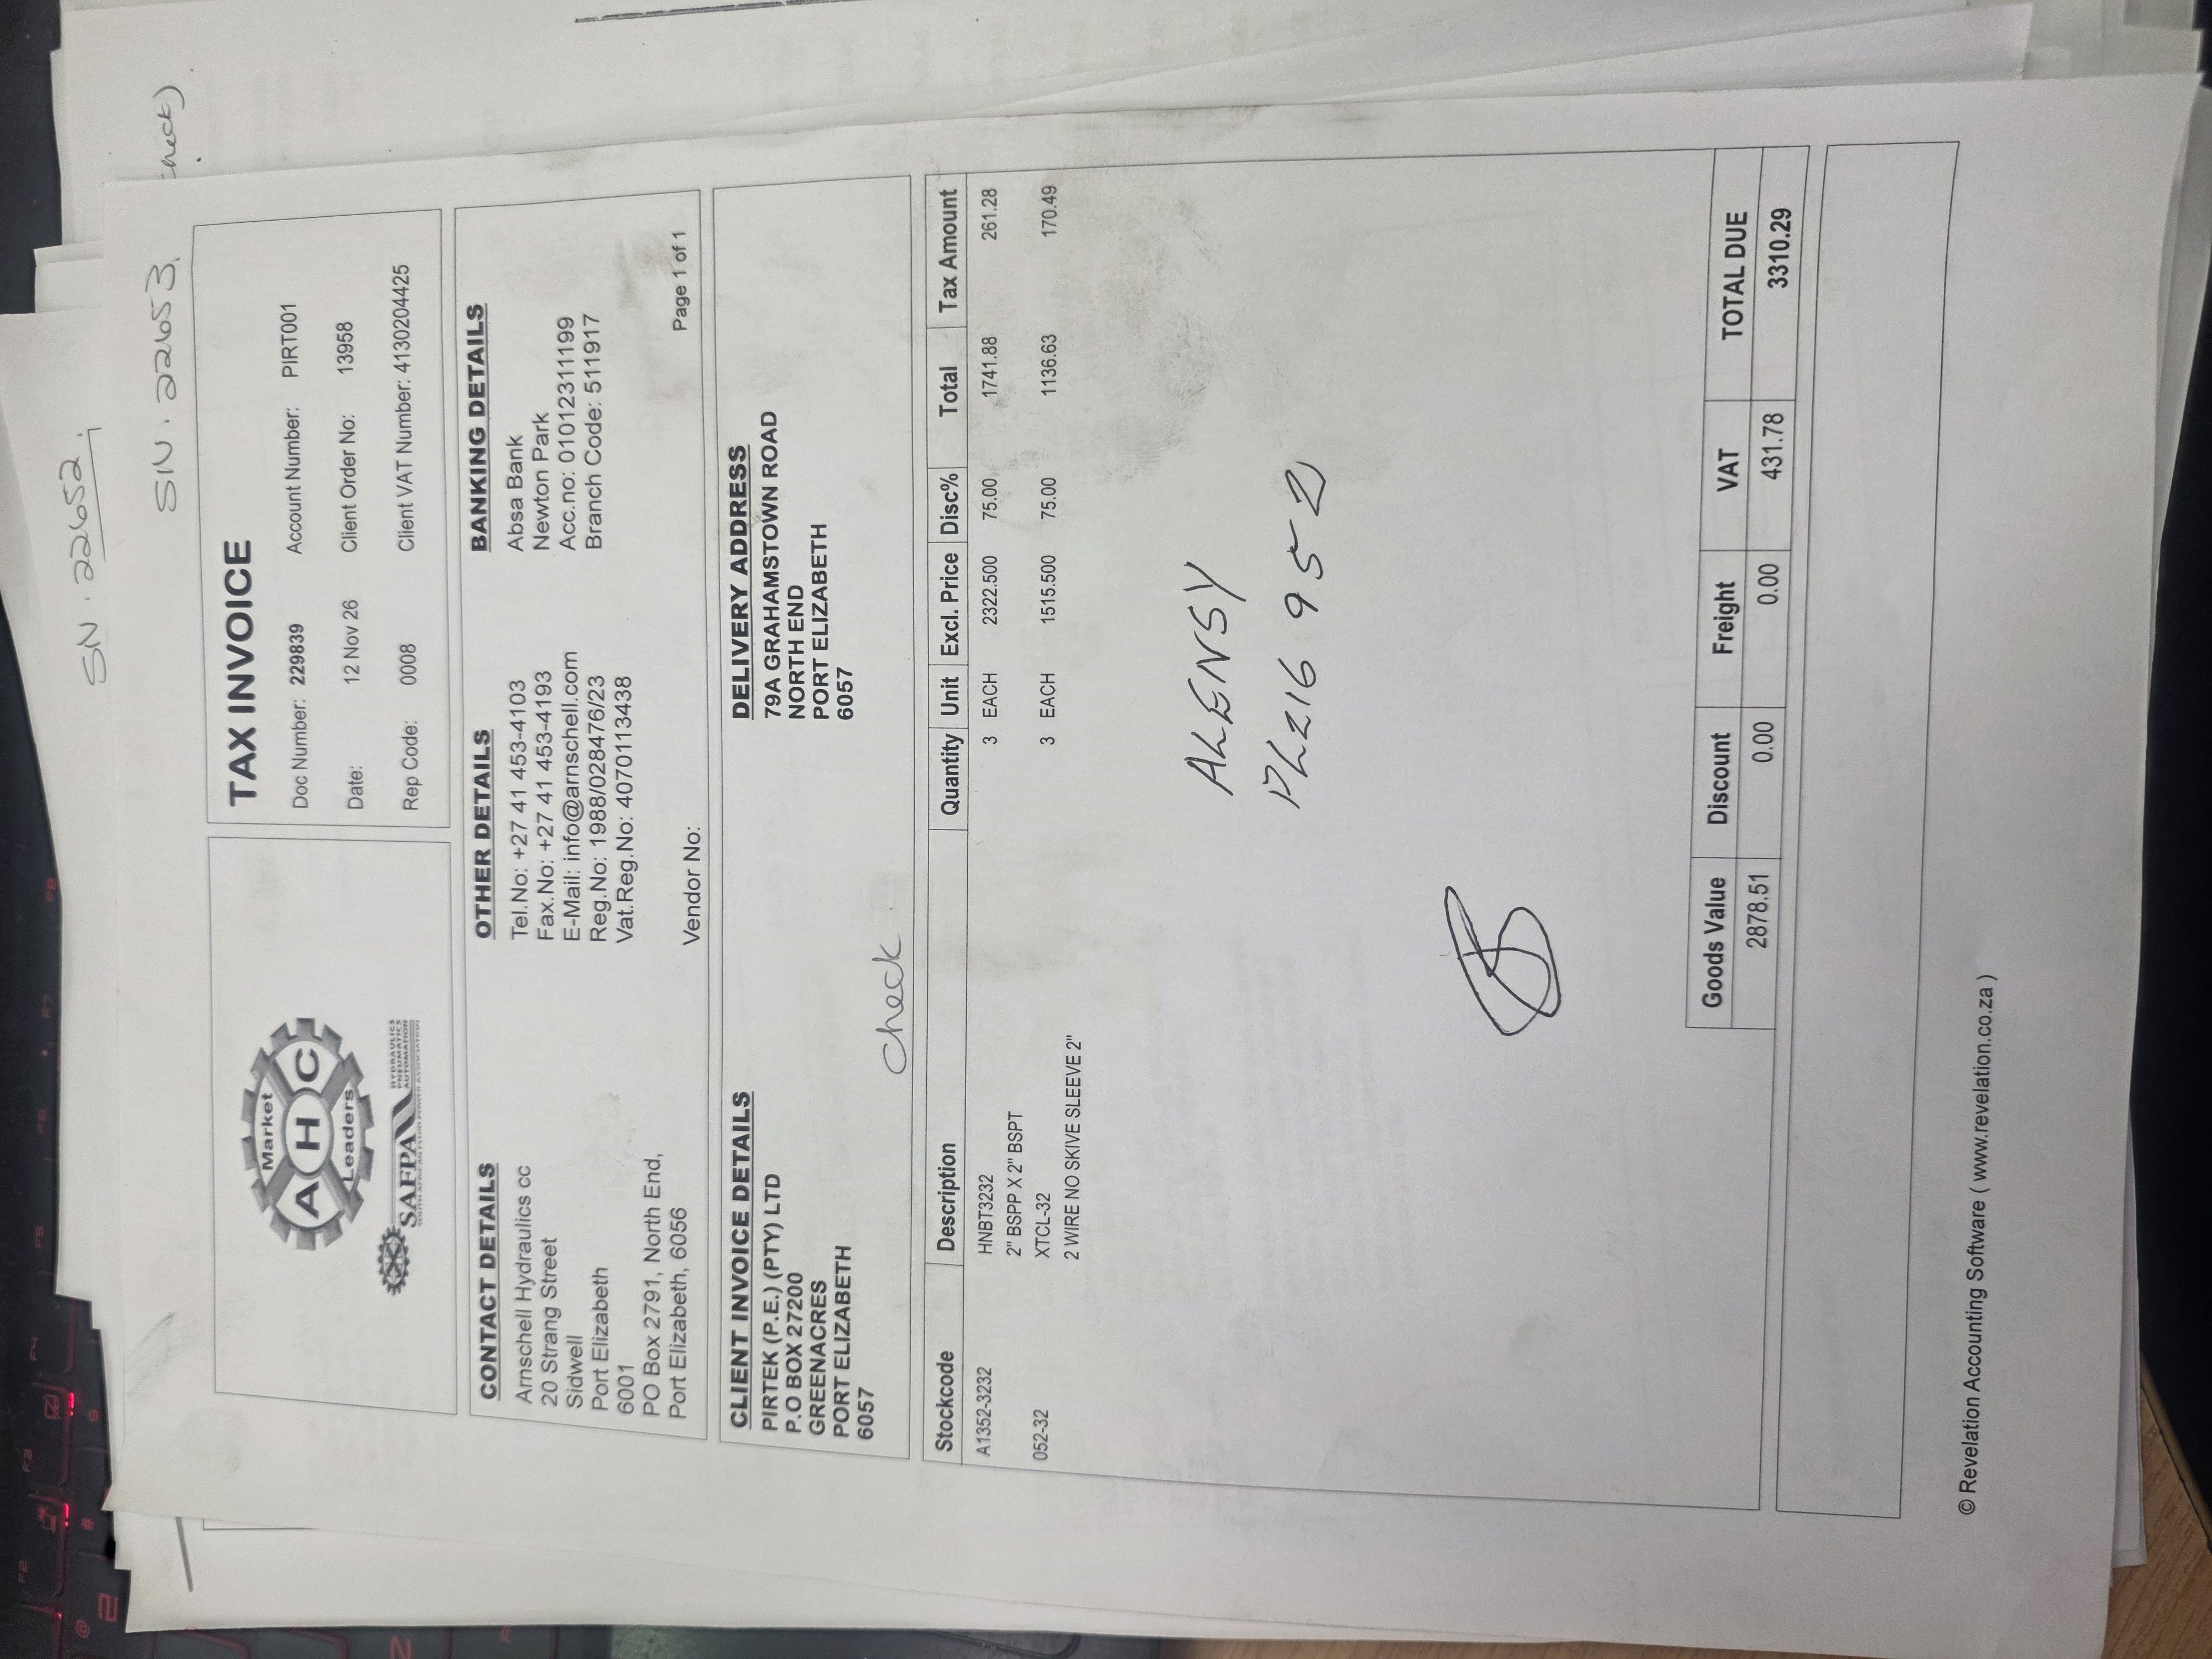 SN. 22652.
SN. 22653.
check)
Market
AHC
Leaders
SAFPA
HYDRAULICS
PNEUMATICS
AUTOMATION
SOUTH AFRICAN FLUID POWER ASSOCIATION
TAX INVOICE
Doc Number: 229839 Account Number: PIRT001
Date: 12 Nov 26 Client Order No: 13958
Rep Code: 0008 Client VAT Number: 4130204425
CONTACT DETAILS
Arnschell Hydraulics cc
20 Strang Street
Sidwell
Port Elizabeth
6001
PO Box 2791, North End,
Port Elizabeth, 6056
OTHER DETAILS
Tel.No: +27 41 453-4103
Fax.No: +27 41 453-4193
E-Mail: info@arnschell.com
Reg.No: 1988/028476/23
Vat.Reg.No: 4070113438
Vendor No:
BANKING DETAILS
Absa Bank
Newton Park
Acc.no: 01012311199
Branch Code: 511917
Page 1 of 1
CLIENT INVOICE DETAILS
PIRTEK (P.E.) (PTY) LTD
P.O BOX 27200
GREENACRES
PORT ELIZABETH
6057
DELIVERY ADDRESS
79A GRAHAMSTOWN ROAD
NORTH END
PORT ELIZABETH
6057
check
Stockcode Description Quantity Unit Excl. Price Disc% Total Tax Amount
A1352-3232 HNBT3232 3 EACH 2322.500 75.00 1741.88 261.28
2" BSPP X 2" BSPT
052-32 XTCL-32 3 EACH 1515.500 75.00 1136.63 170.49
2 WIRE NO SKIVE SLEEVE 2"
ALENSY
PL216 952
Goods Value Discount Freight VAT TOTAL DUE
2878.51 0.00 0.00 431.78 3310.29
© Revelation Accounting Software ( www.revelation.co.za )